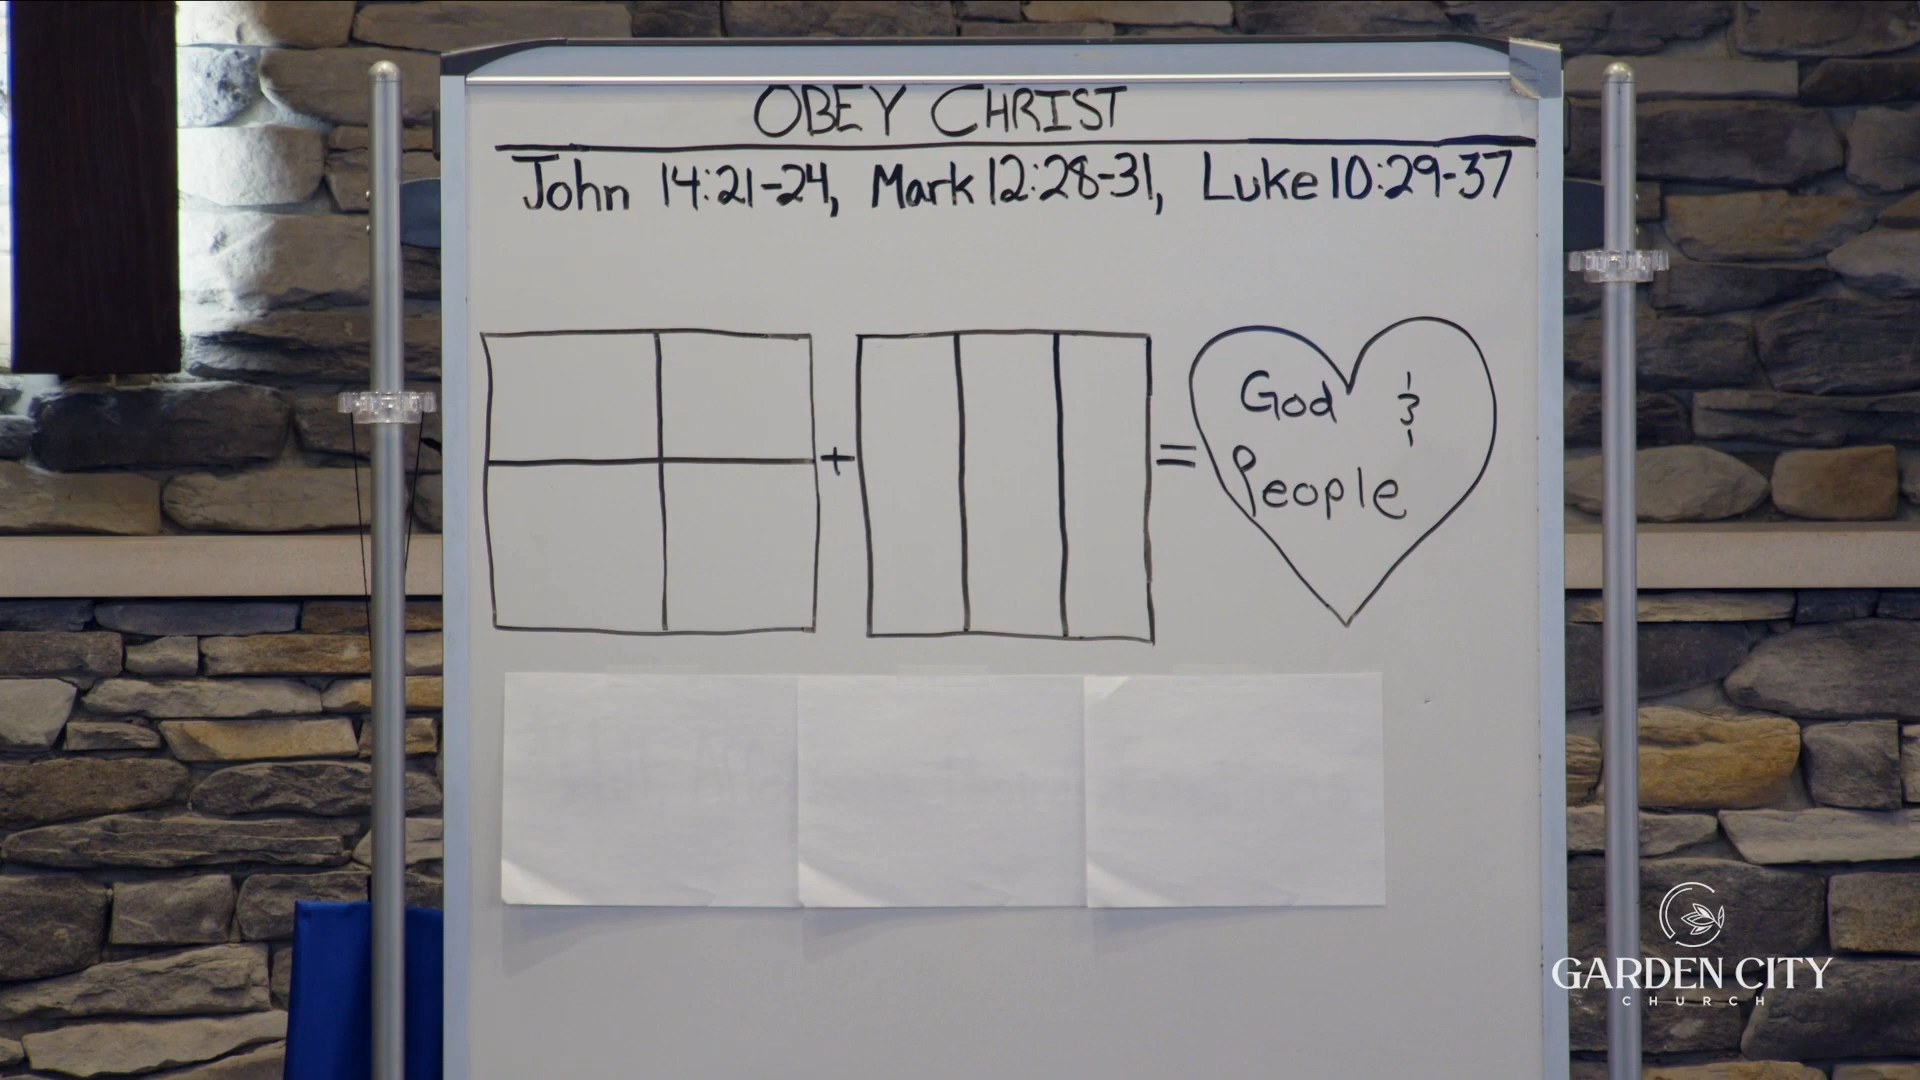 OBEY CHRIST
John 14:21-24, Mark 12:28-31, Luke 10:29-37
+
=
God &
People
GARDEN CITY
CHURCH